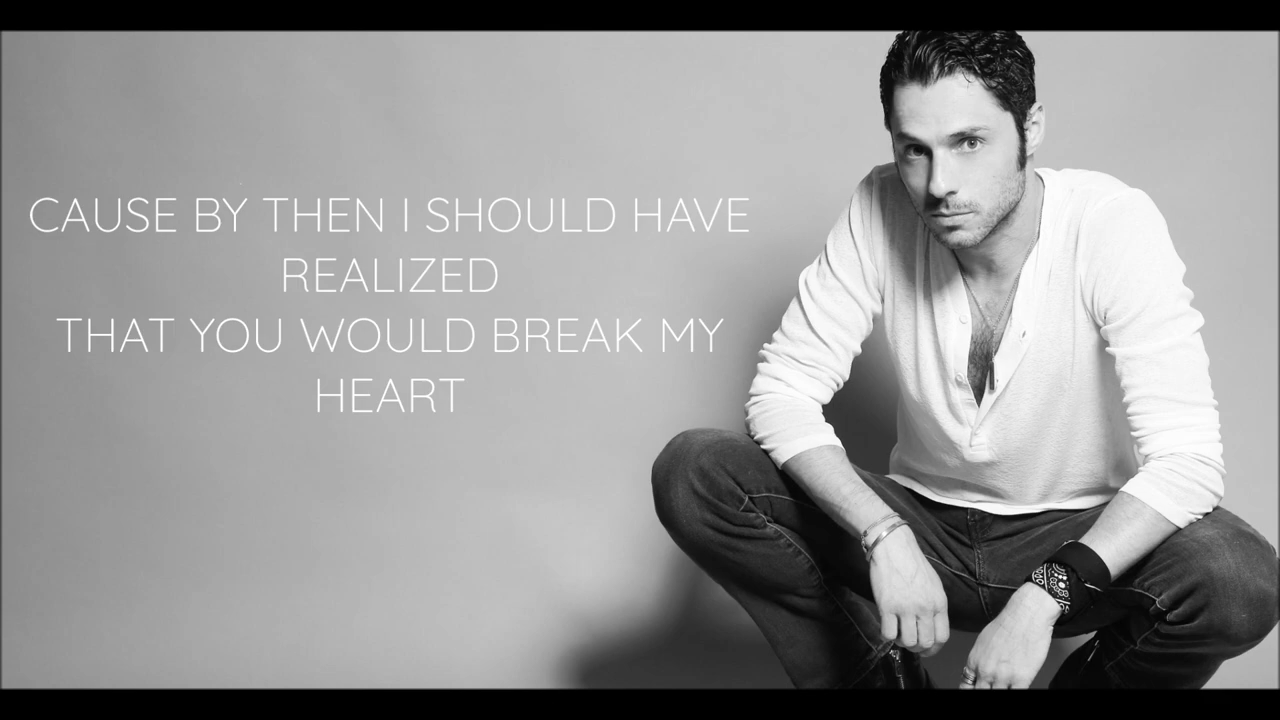 CAUSE BY THEN I SHOULD HAVE
REALIZED
THAT YOU WOULD BREAK MY
HEART